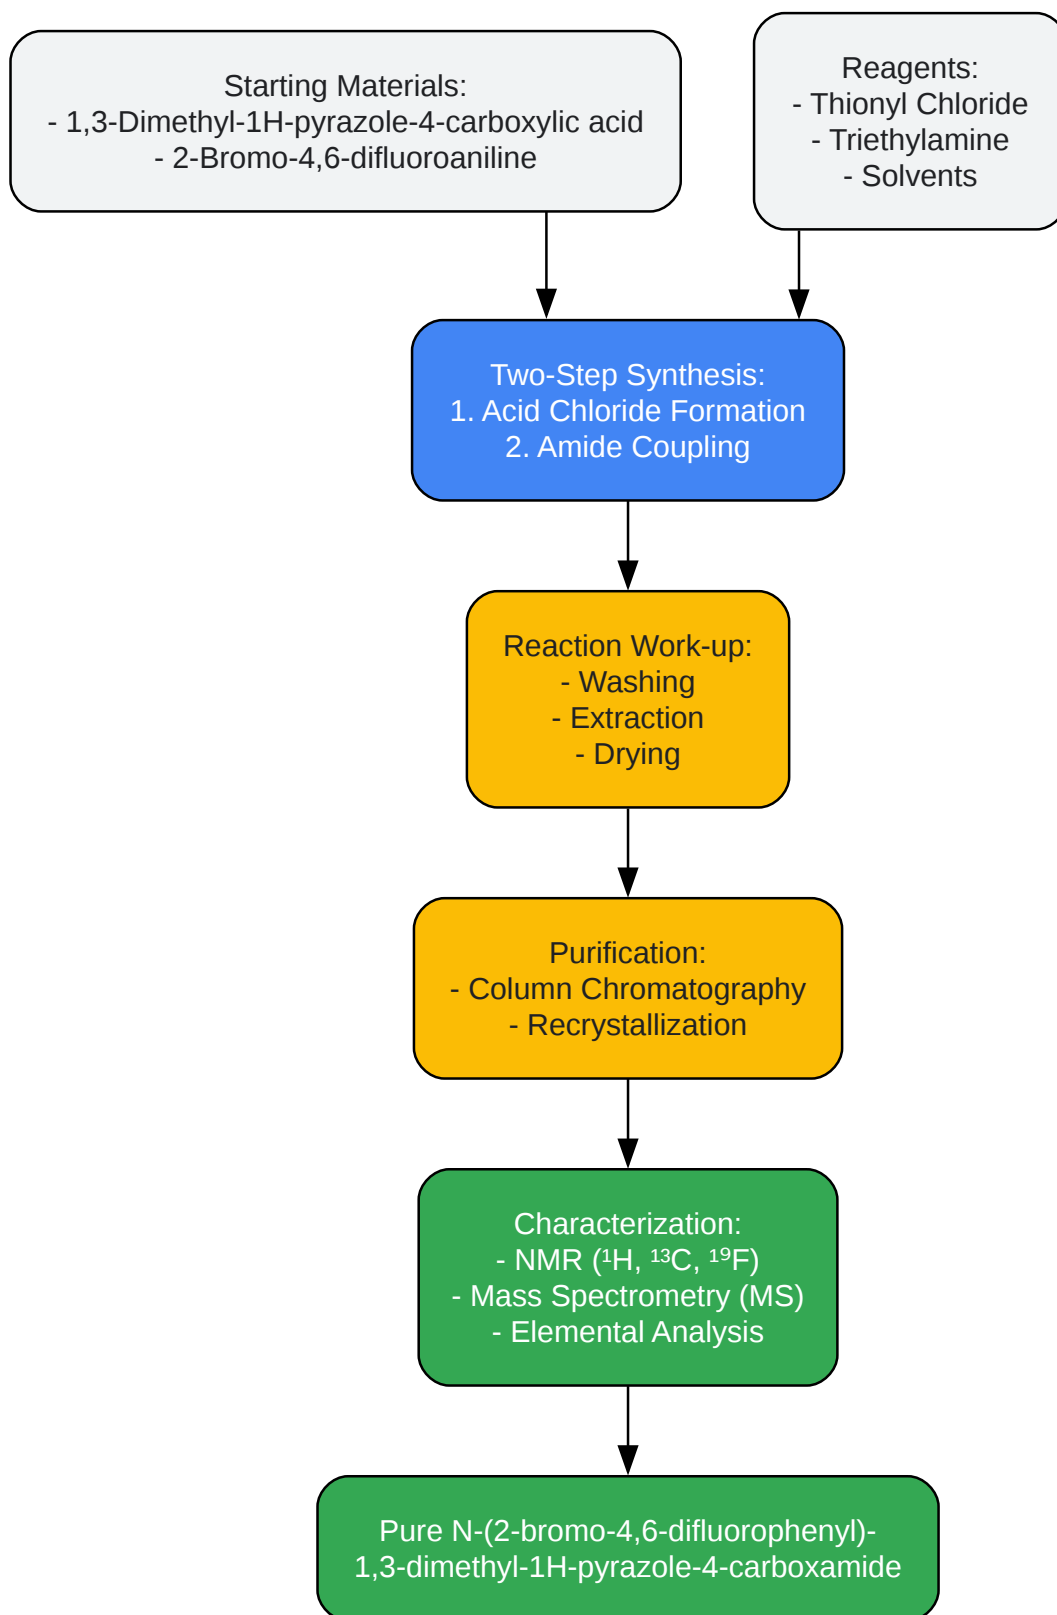 Starting Materials:
- 1,3-Dimethyl-1H-pyrazole-4-carboxylic acid
- 2-Bromo-4,6-difluoroaniline
Reagents:
- Thionyl Chloride
- Triethylamine
- Solvents
Two-Step Synthesis:
1. Acid Chloride Formation
2. Amide Coupling
Reaction Work-up:
- Washing
- Extraction
- Drying
Purification:
- Column Chromatography
- Recrystallization
Characterization:
- NMR (¹H, ¹³C, ¹⁹F)
- Mass Spectrometry (MS)
- Elemental Analysis
Pure N-(2-bromo-4,6-difluorophenyl)-
1,3-dimethyl-1H-pyrazole-4-carboxamide